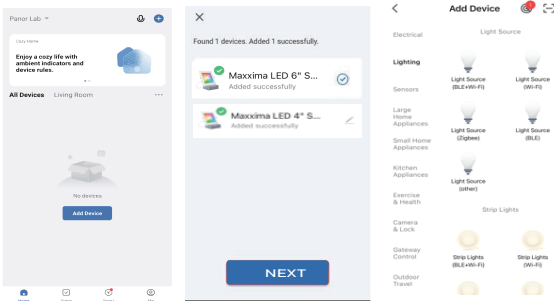 Panor Lab
Cozy Home
Enjoy a cozy life with
ambient indicators and
device rules.
All Devices
Living Room
No devices
Add Device
Home
Me
Found 1 devices. Added 1 successfully.
Maxxima LED 6" S...
Added successfully
Maxxima LED 4" S...
Added successfully
NEXT
Add Device
Electrical
Lighting
Sensors
Large
Home
Appliances
Small Home
Appliances
Kitchen
Appliances
Exercise
& Health
Camera
& Lock
Gateway
Control
Outdoor
Travel
Light Source
Light Source
(BLE+Wi-Fi)
Light Source
(Wi-Fi)
Light Source
(Zigbee)
Light Source
(BLE)
Light Source
(other)
Strip Lights
Strip Lights
(BLE+Wi-Fi)
Strip Lights
(Wi-Fi)